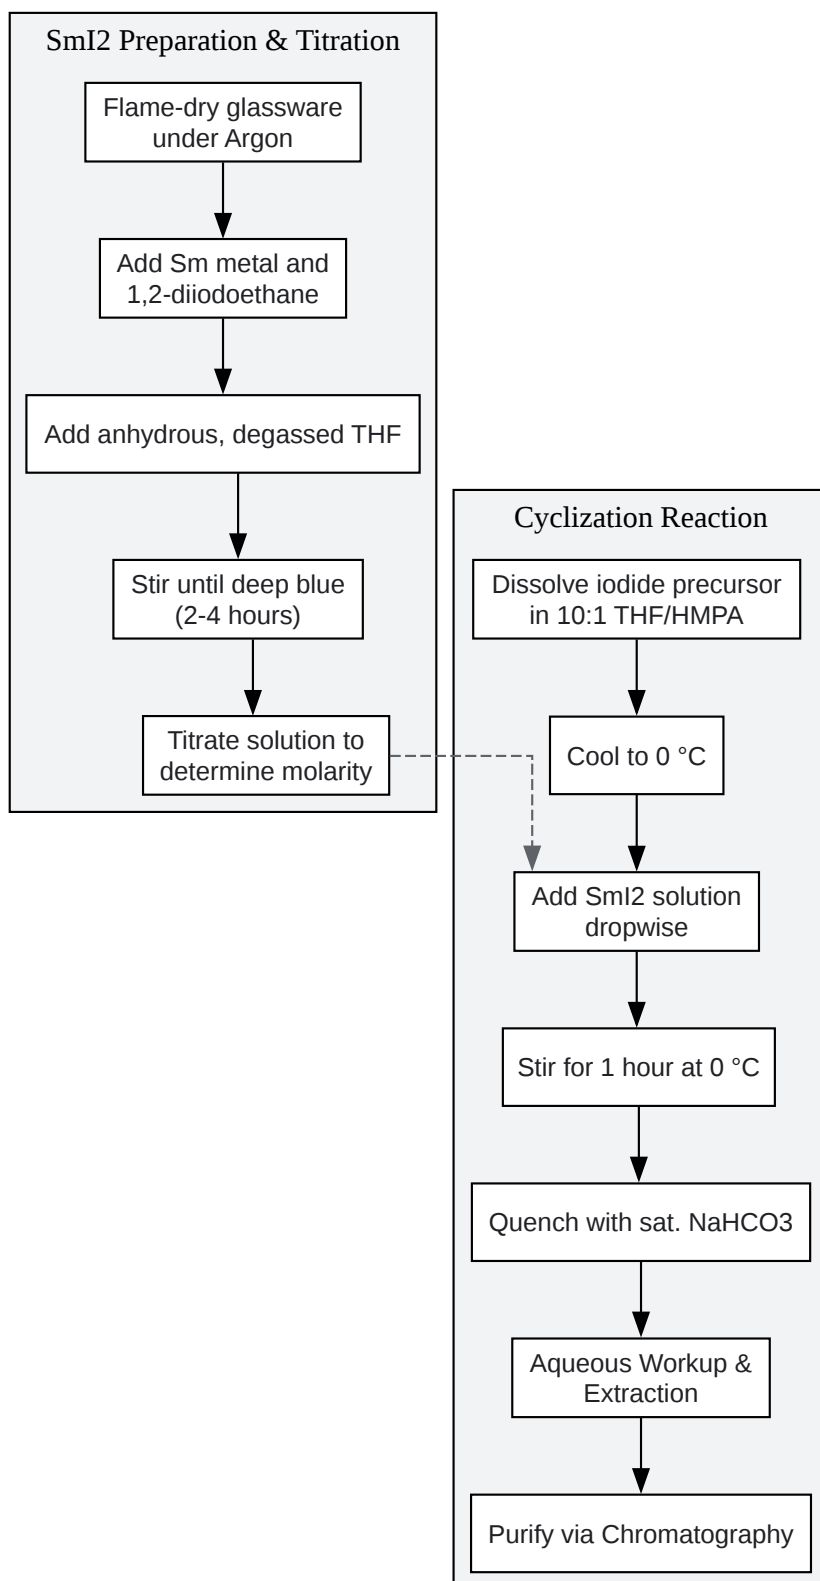 SmI2 Preparation & Titration
Flame-dry glassware
under Argon
Add Sm metal and
1,2-diiodoethane
Add anhydrous, degassed THF
Stir until deep blue
(2-4 hours)
Titrate solution to
determine molarity
Cyclization Reaction
Dissolve iodide precursor
in 10:1 THF/HMPA
Cool to 0 °C
Add SmI2 solution
dropwise
Stir for 1 hour at 0 °C
Quench with sat. NaHCO3
Aqueous Workup &
Extraction
Purify via Chromatography